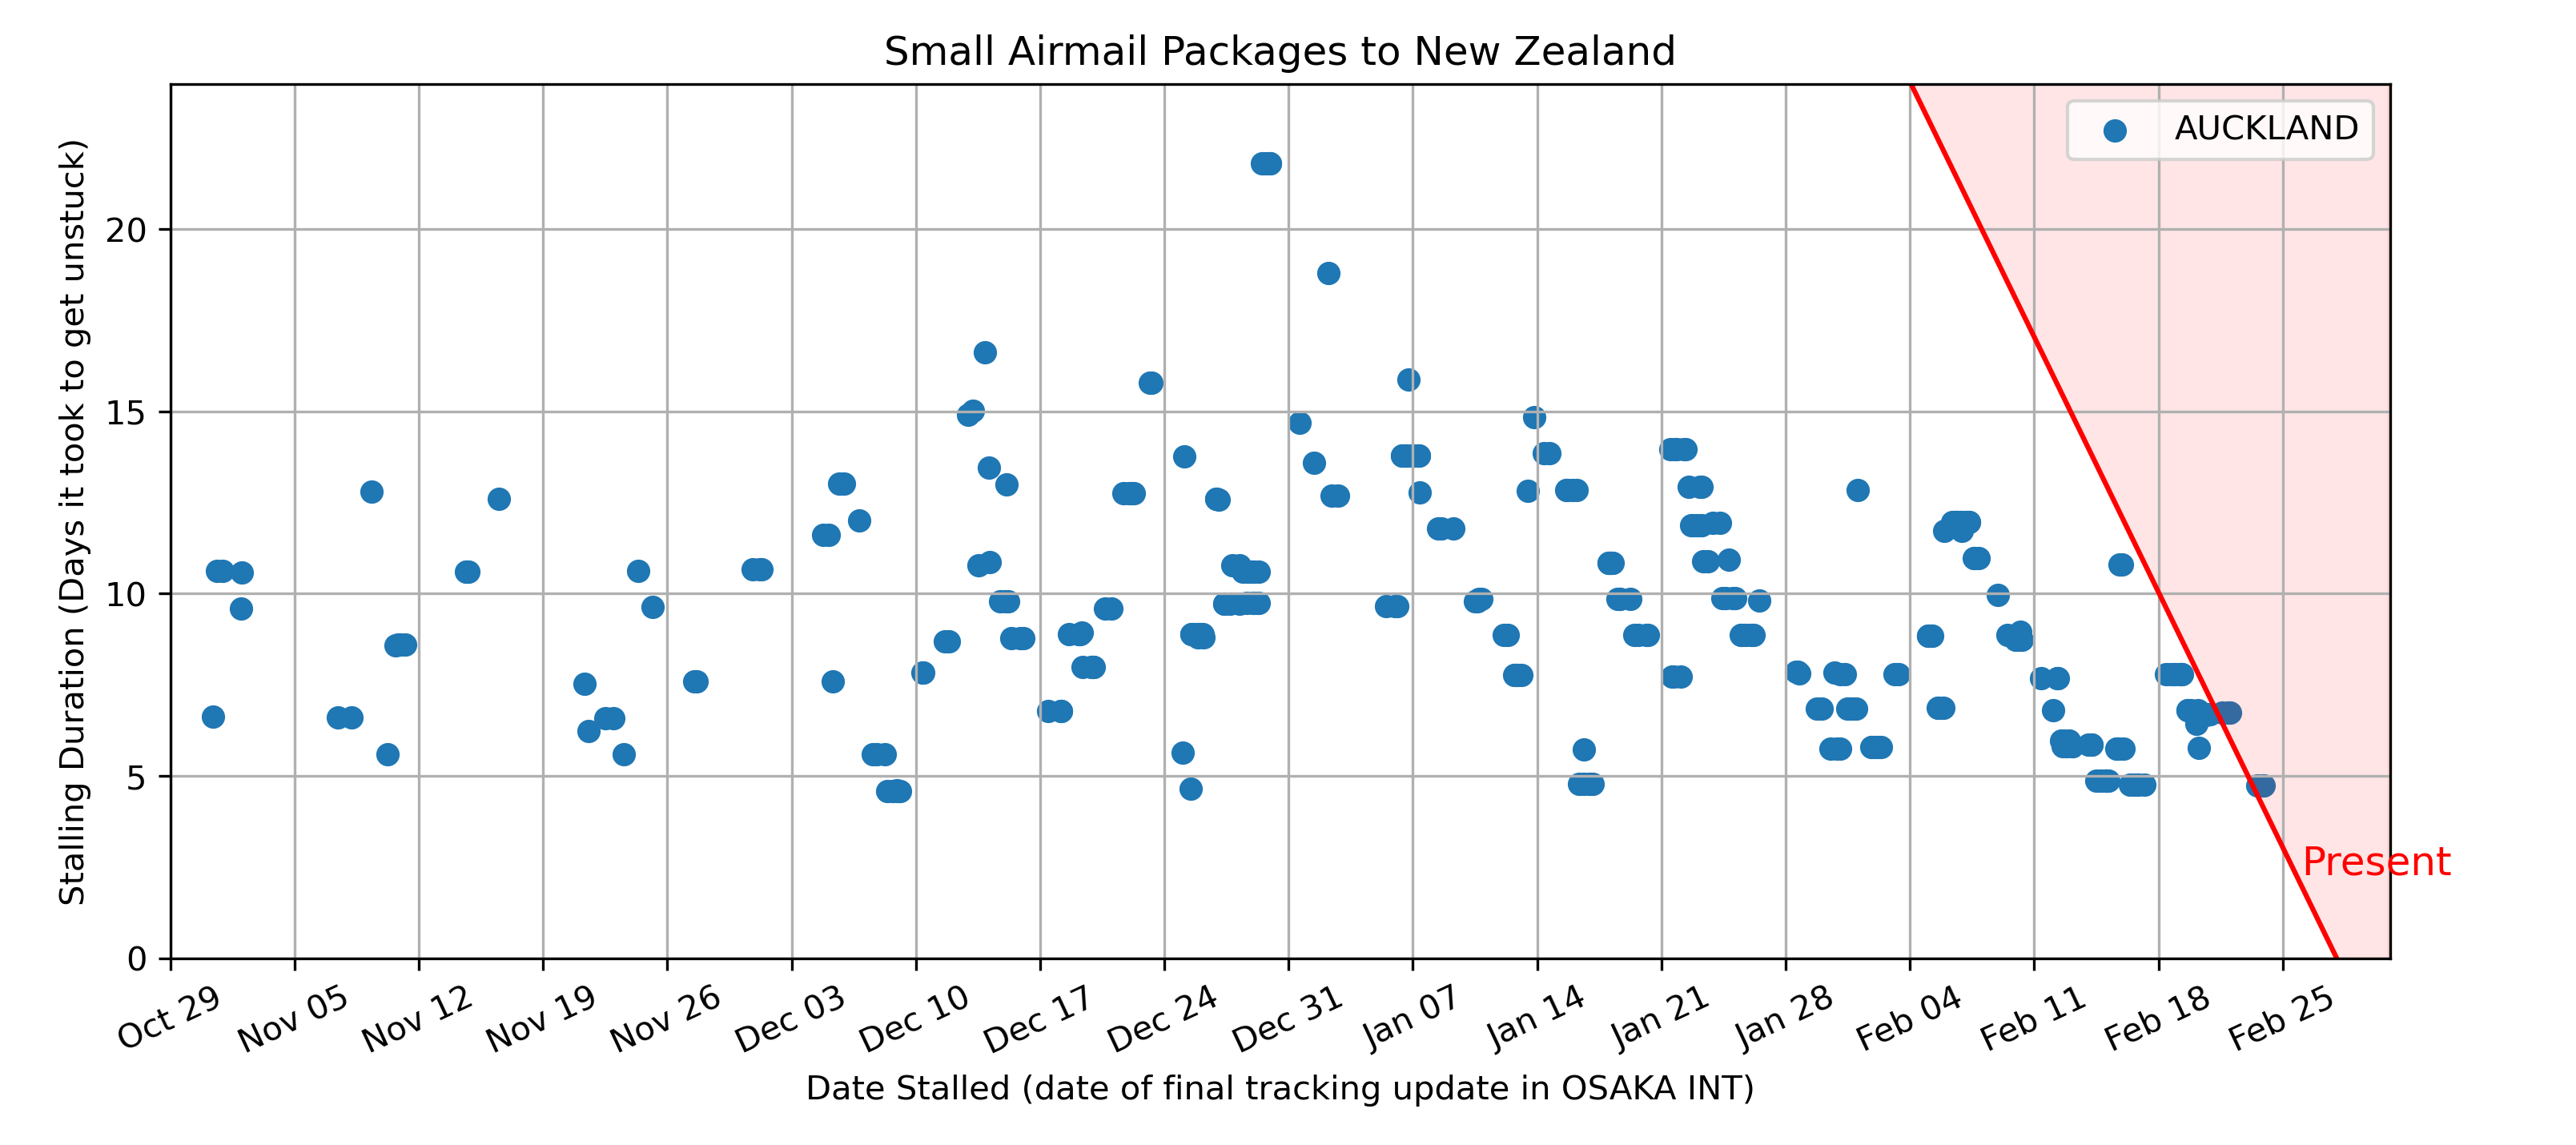 Small Airmail Packages to New Zealand
AUCKLAND
Stalling Duration (Days it took to get unstuck)
20
15
10
5
0
Present
Oct 29
Nov 05
Nov 12
Nov 19
Nov 26
Dec 03
Dec 10
Dec 17
Dec 24
Dec 31
Jan 07
Jan 14
Jan 21
Jan 28
Feb 04
Feb 11
Feb 18
Feb 25
Date Stalled (date of final tracking update in OSAKA INT)